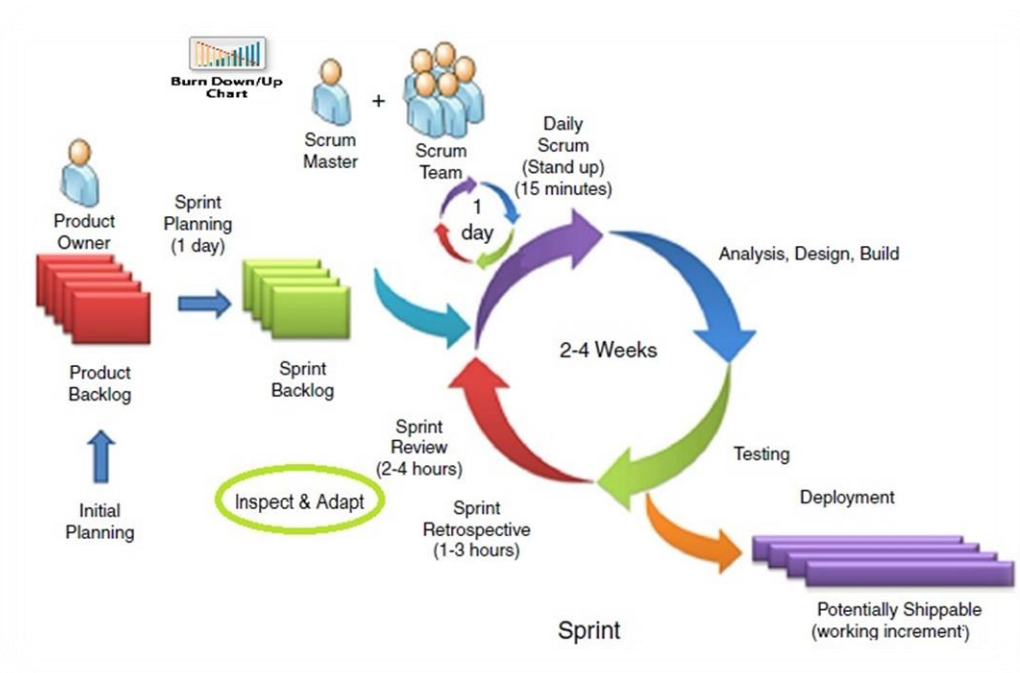 Burn Down/Up
Chart
+
Scrum
Master
Scrum
Team
Daily
Scrum
(Stand up)
(15 minutes)
Product
Owner
Sprint
Planning
(1 day)
1
day
Analysis, Design, Build
2-4 Weeks
Product
Backlog
Sprint
Backlog
Sprint
Review
(2-4 hours)
Testing
Initial
Planning
Inspect & Adapt
Sprint
Retrospective
(1-3 hours)
Deployment
Potentially Shippable
(working increment)
Sprint